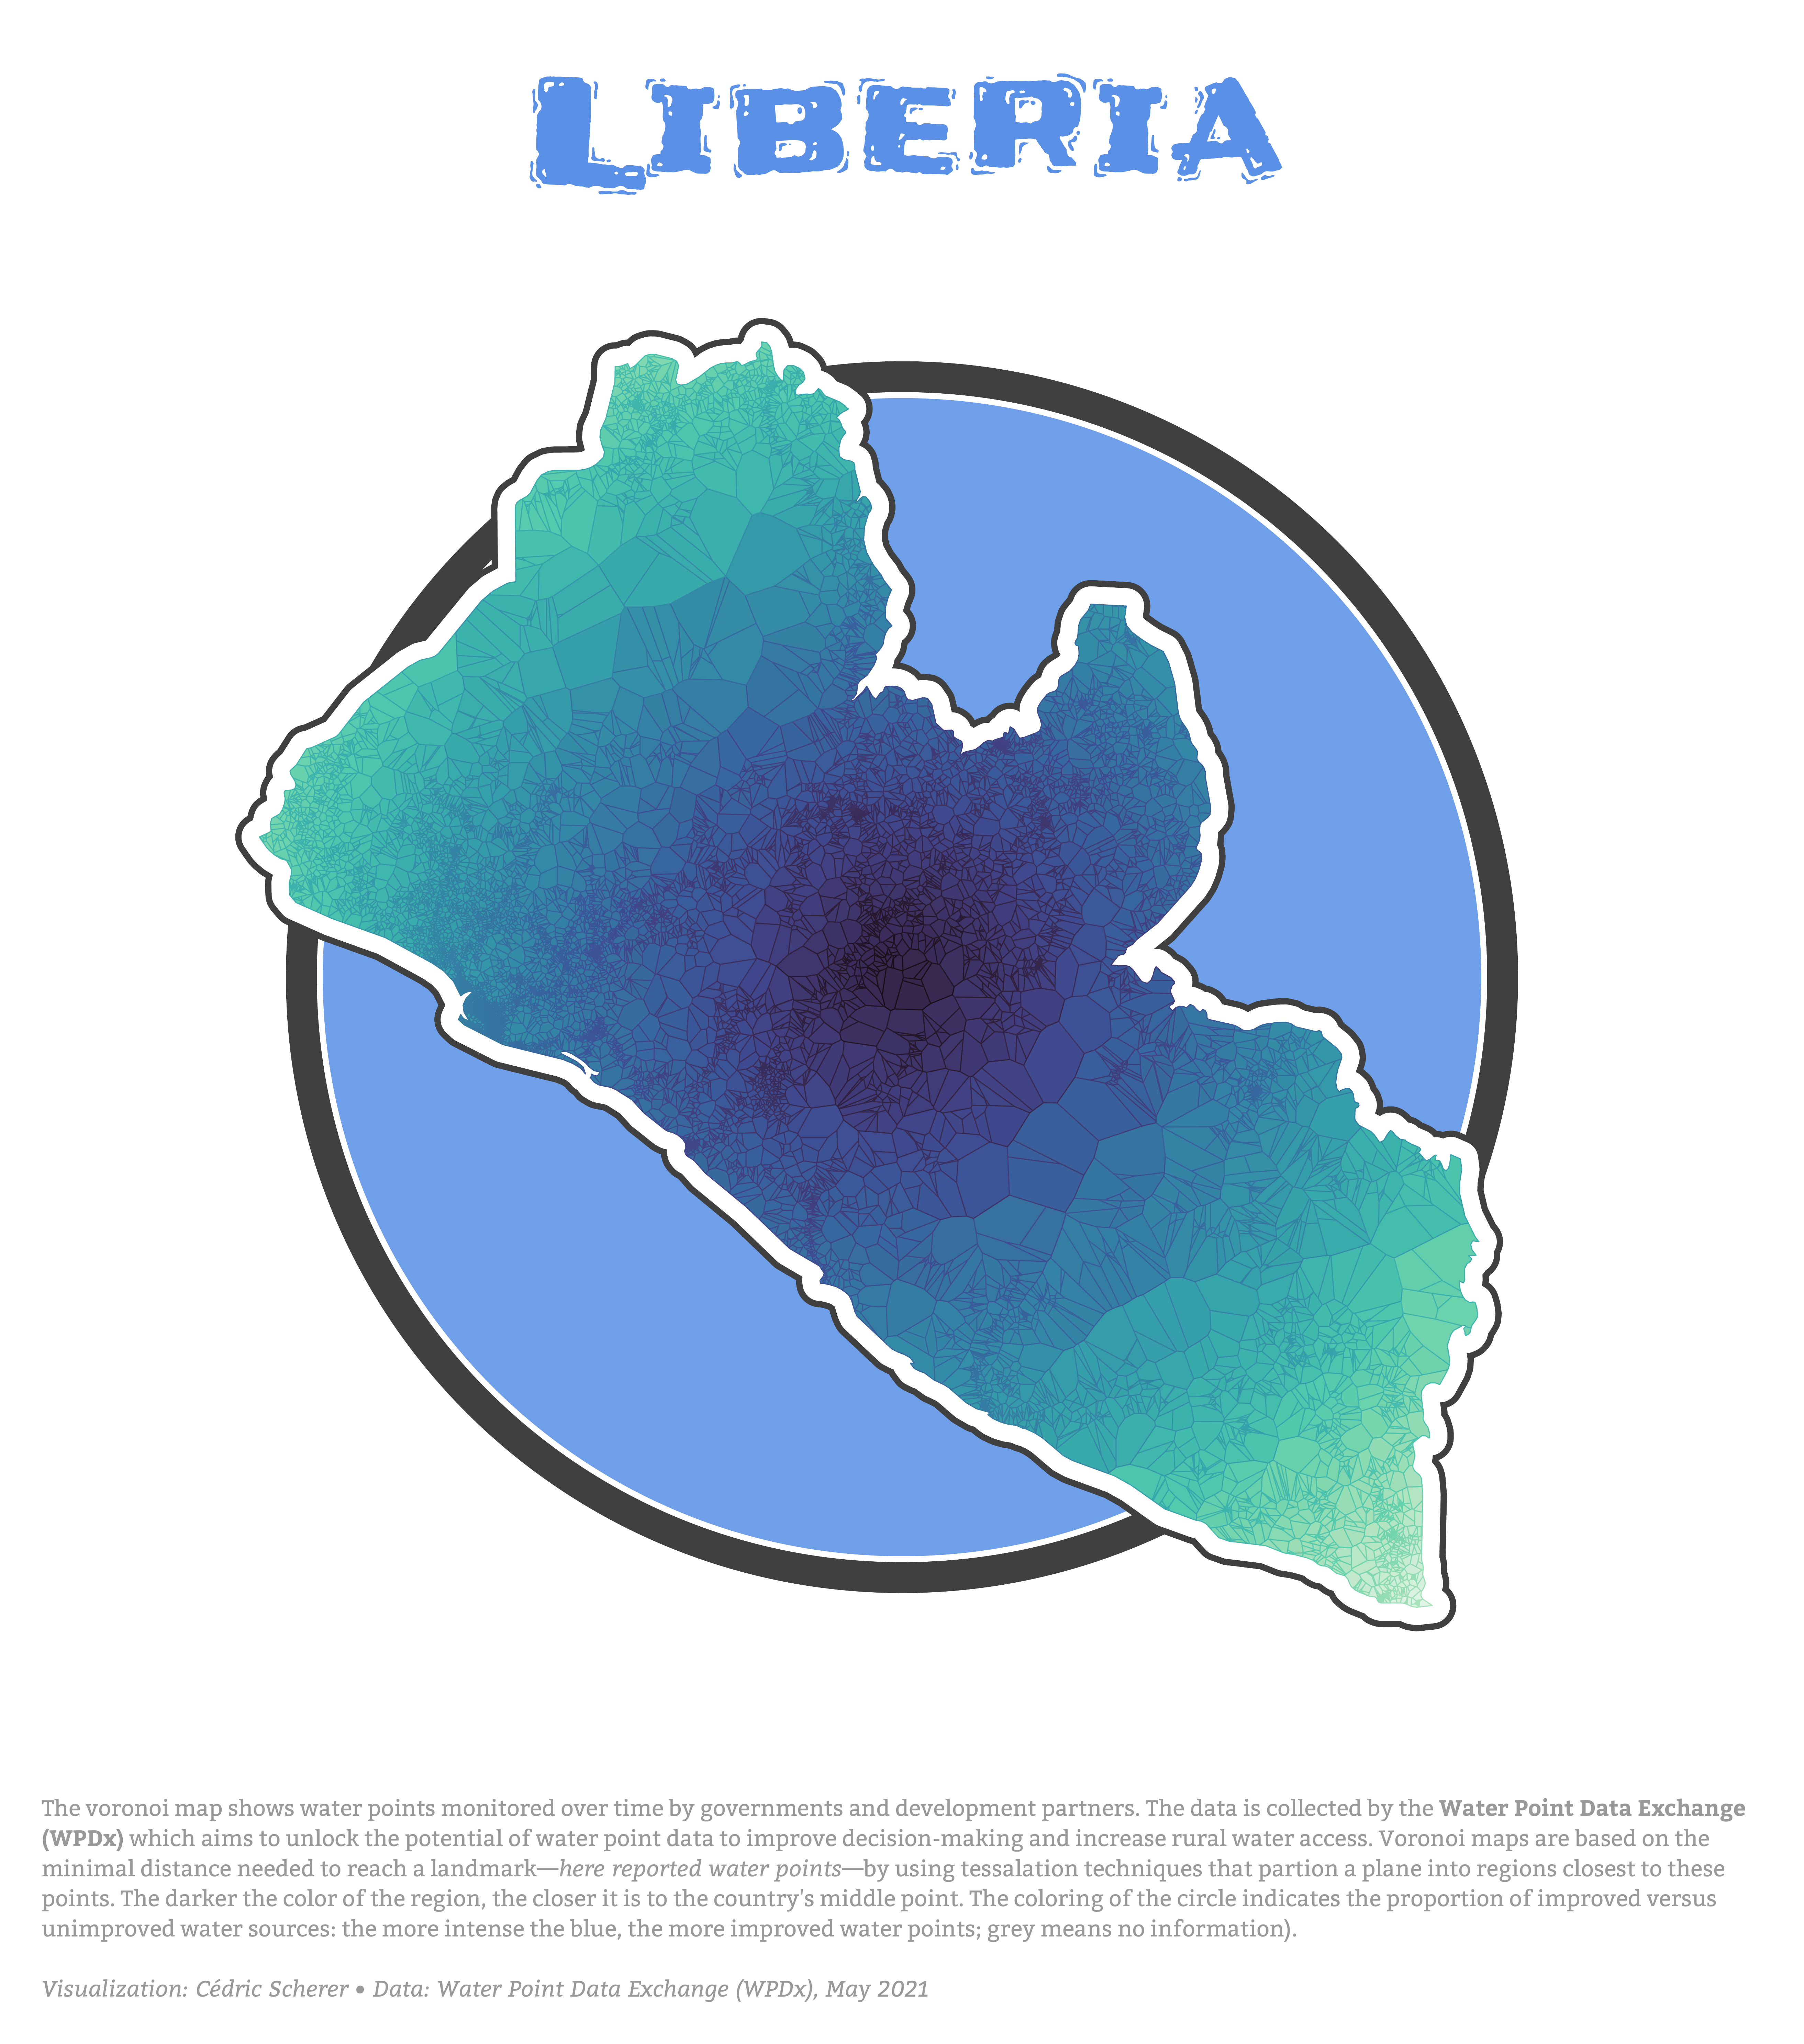 LIBERIA
The voronoi map shows water points monitored over time by governments and development partners. The data is collected by the Water Point Data Exchange
(WPDx) which aims to unlock the potential of water point data to improve decision-making and increase rural water access. Voronoi maps are based on the
minimal distance needed to reach a landmark—here reported water points—by using tessalation techniques that partion a plane into regions closest to these
points. The darker the color of the region, the closer it is to the country's middle point. The coloring of the circle indicates the proportion of improved versus
unimproved water sources: the more intense the blue, the more improved water points; grey means no information).
Visualization: Cédric Scherer • Data: Water Point Data Exchange (WPDx), May 2021